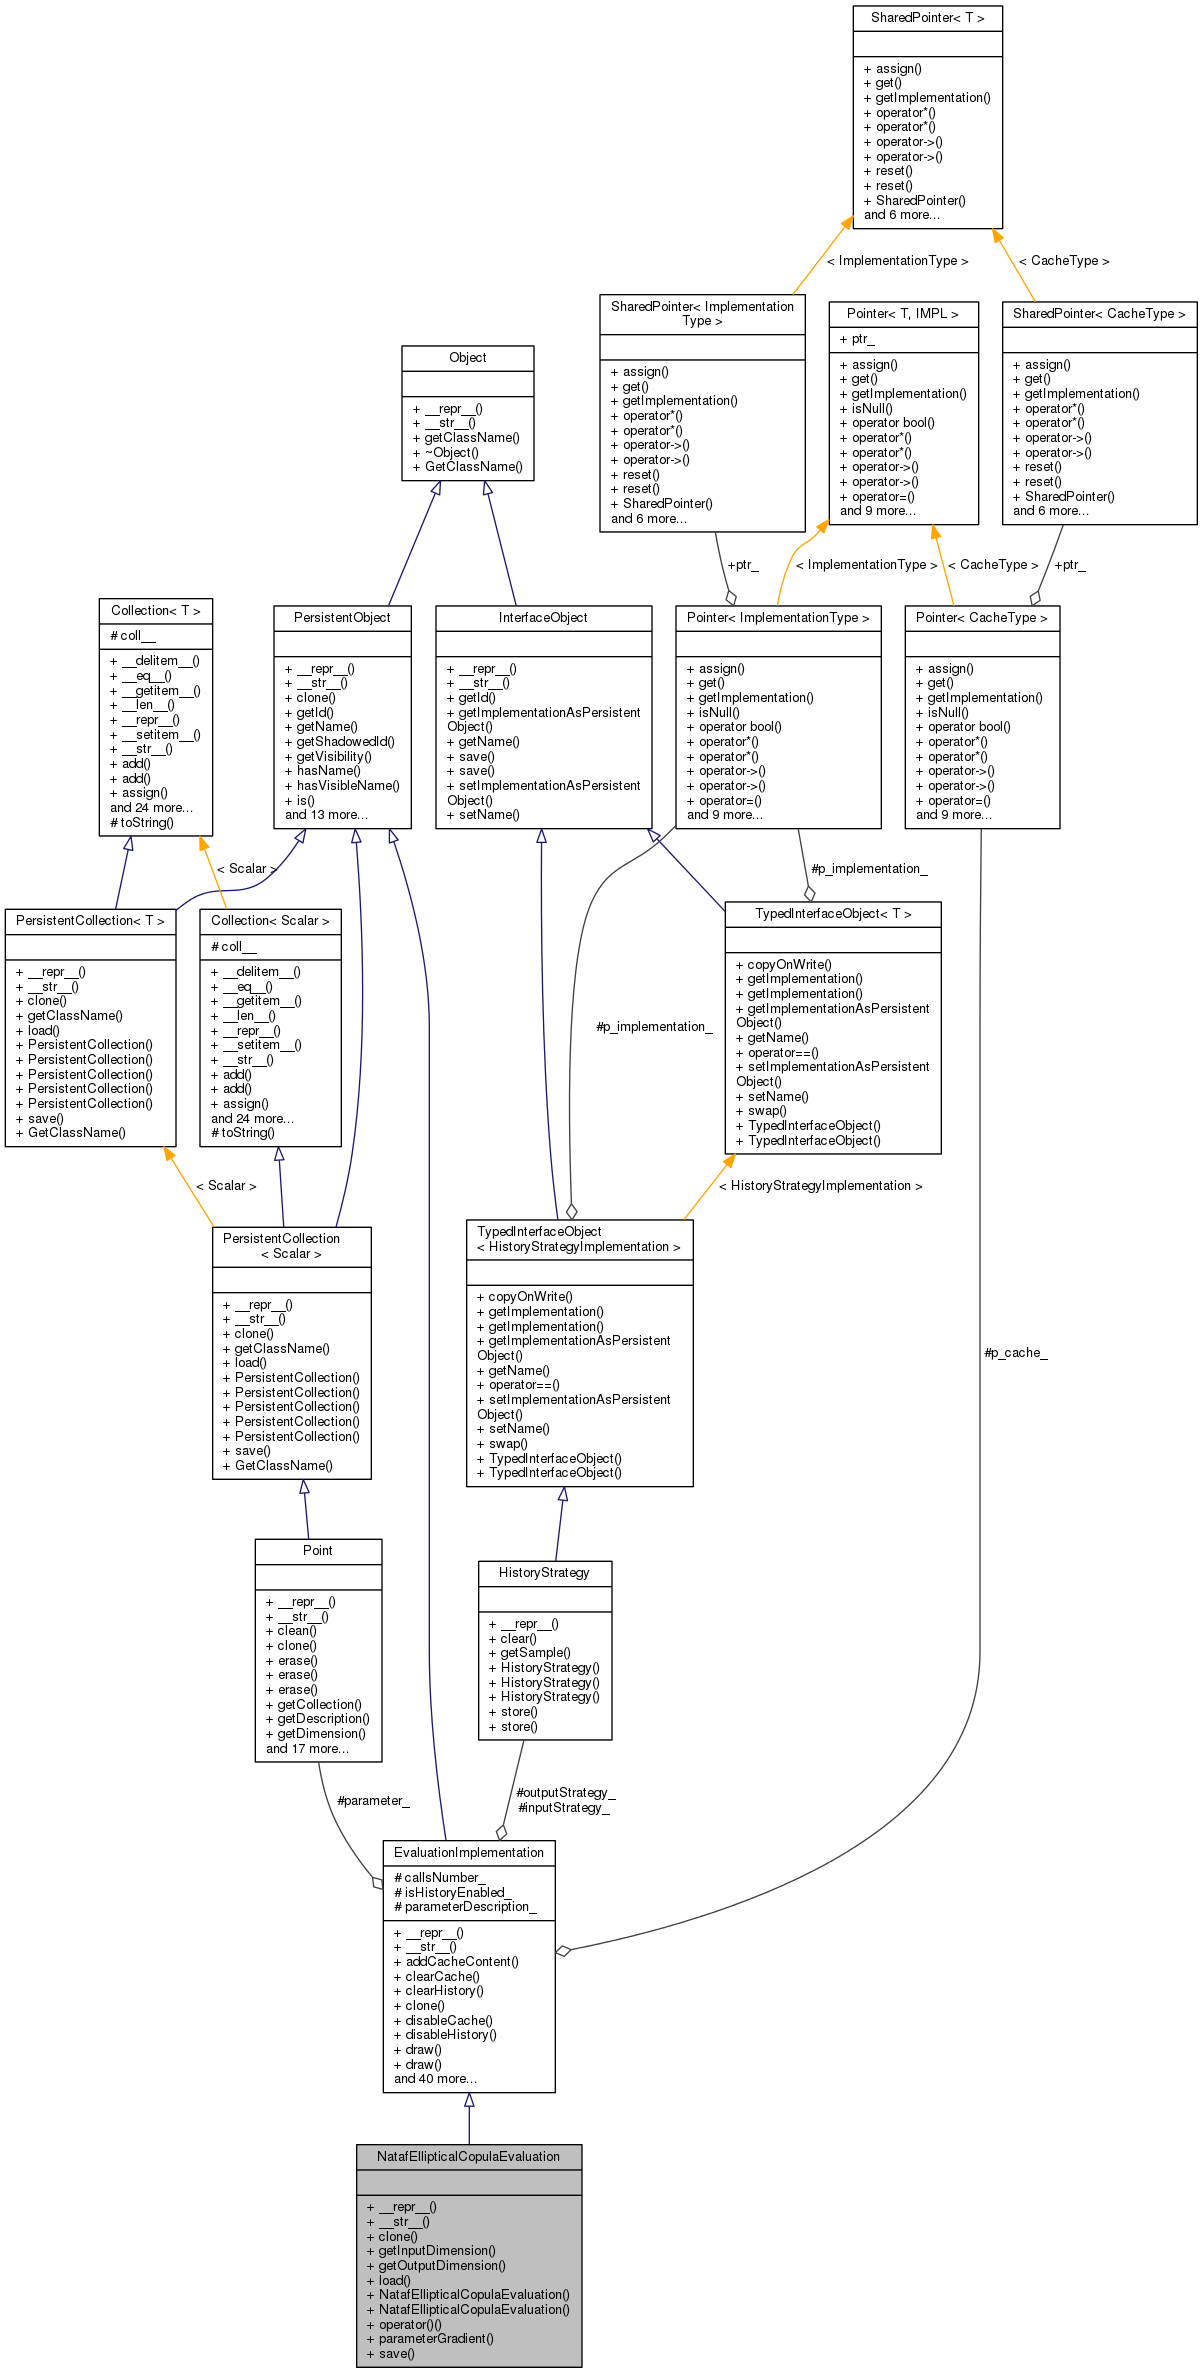 SharedPointer< T >
+ assign()
+ get()
+ getImplementation()
+ operator*()
+ operator*()
+ operator->()
+ operator->()
+ reset()
+ reset()
+ SharedPointer()
and 6 more...
< ImplementationType >
< CacheType >
SharedPointer< Implementation
Type >
+ assign()
+ get()
+ getImplementation()
+ operator*()
+ operator*()
+ operator->()
+ operator->()
+ reset()
+ reset()
+ SharedPointer()
and 6 more...
Pointer< T, IMPL >
+ ptr_
+ assign()
+ get()
+ getImplementation()
+ isNull()
+ operator bool()
+ operator*()
+ operator*()
+ operator->()
+ operator->()
+ operator=()
and 9 more...
SharedPointer< CacheType >
+ assign()
+ get()
+ getImplementation()
+ operator*()
+ operator*()
+ operator->()
+ operator->()
+ reset()
+ reset()
+ SharedPointer()
and 6 more...
Object
+ __repr__()
+ __str__()
+ getClassName()
+ ~Object()
+ GetClassName()
+ptr_
< ImplementationType >
< CacheType >
+ptr_
Collection< T >
# coll__
+ __delitem__()
+ __eq__()
+ __getitem__()
+ __len__()
+ __repr__()
+ __setitem__()
+ __str__()
+ add()
+ add()
+ assign()
and 24 more...
# toString()
PersistentObject
+ __repr__()
+ __str__()
+ clone()
+ getId()
+ getName()
+ getShadowedId()
+ getVisibility()
+ hasName()
+ hasVisibleName()
+ is()
and 13 more...
InterfaceObject
+ __repr__()
+ __str__()
+ getId()
+ getImplementationAsPersistent
Object()
+ getName()
+ save()
+ save()
+ setImplementationAsPersistent
Object()
+ setName()
Pointer< ImplementationType >
+ assign()
+ get()
+ getImplementation()
+ isNull()
+ operator bool()
+ operator*()
+ operator*()
+ operator->()
+ operator->()
+ operator=()
and 9 more...
Pointer< CacheType >
+ assign()
+ get()
+ getImplementation()
+ isNull()
+ operator bool()
+ operator*()
+ operator*()
+ operator->()
+ operator->()
+ operator=()
and 9 more...
< Scalar >
#p_implementation_
PersistentCollection< T >
+ __repr__()
+ __str__()
+ clone()
+ getClassName()
+ load()
+ PersistentCollection()
+ PersistentCollection()
+ PersistentCollection()
+ PersistentCollection()
+ PersistentCollection()
+ save()
+ GetClassName()
Collection< Scalar >
# coll__
+ __delitem__()
+ __eq__()
+ __getitem__()
+ __len__()
+ __repr__()
+ __setitem__()
+ __str__()
+ add()
+ add()
+ assign()
and 24 more...
# toString()
#p_implementation_
TypedInterfaceObject< T >
+ copyOnWrite()
+ getImplementation()
+ getImplementation()
+ getImplementationAsPersistent
Object()
+ getName()
+ operator==()
+ setImplementationAsPersistent
Object()
+ setName()
+ swap()
+ TypedInterfaceObject()
+ TypedInterfaceObject()
< Scalar >
< HistoryStrategyImplementation >
PersistentCollection
< Scalar >
+ __repr__()
+ __str__()
+ clone()
+ getClassName()
+ load()
+ PersistentCollection()
+ PersistentCollection()
+ PersistentCollection()
+ PersistentCollection()
+ PersistentCollection()
+ save()
+ GetClassName()
TypedInterfaceObject
< HistoryStrategyImplementation >
+ copyOnWrite()
+ getImplementation()
+ getImplementation()
+ getImplementationAsPersistent
Object()
+ getName()
+ operator==()
+ setImplementationAsPersistent
Object()
+ setName()
+ swap()
+ TypedInterfaceObject()
+ TypedInterfaceObject()
#p_cache_
Point
+ __repr__()
+ __str__()
+ clean()
+ clone()
+ erase()
+ erase()
+ erase()
+ getCollection()
+ getDescription()
+ getDimension()
and 17 more...
HistoryStrategy
+ __repr__()
+ clear()
+ getSample()
+ HistoryStrategy()
+ HistoryStrategy()
+ HistoryStrategy()
+ store()
+ store()
#parameter_
#outputStrategy_
#inputStrategy_
EvaluationImplementation
# callsNumber_
# isHistoryEnabled_
# parameterDescription_
+ __repr__()
+ __str__()
+ addCacheContent()
+ clearCache()
+ clearHistory()
+ clone()
+ disableCache()
+ disableHistory()
+ draw()
+ draw()
and 40 more...
NatafEllipticalCopulaEvaluation
+ __repr__()
+ __str__()
+ clone()
+ getInputDimension()
+ getOutputDimension()
+ load()
+ NatafEllipticalCopulaEvaluation()
+ NatafEllipticalCopulaEvaluation()
+ operator()()
+ parameterGradient()
+ save()